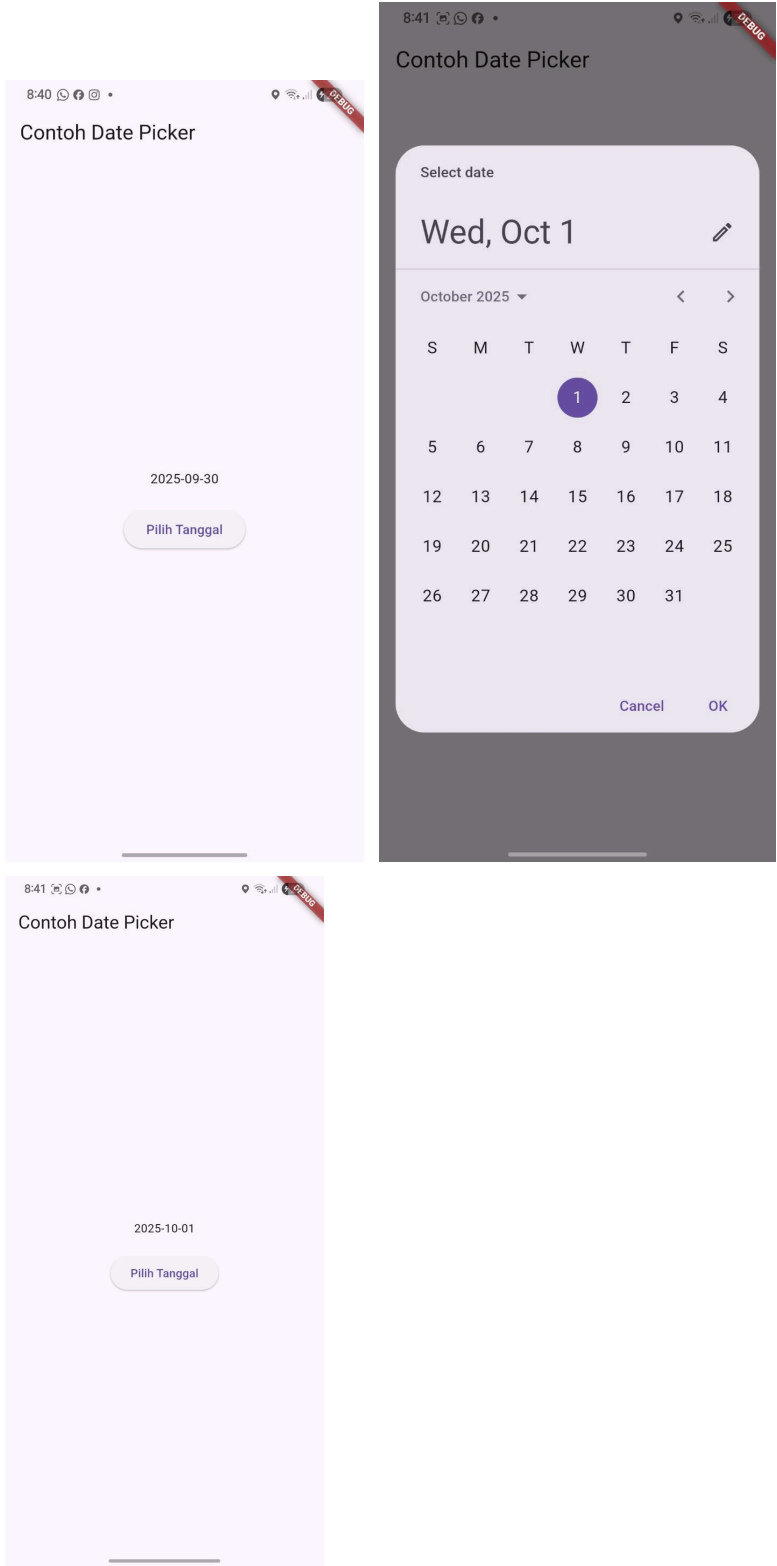 8:40
DEBUG
Contoh Date Picker
2025-09-30
Pilih Tanggal
8:41
DEBUG
Contoh Date Picker
Select date
Wed, Oct 1
October 2025
S M T W T F S
1 2 3 4
5 6 7 8 9 10 11
12 13 14 15 16 17 18
19 20 21 22 23 24 25
26 27 28 29 30 31
Cancel OK
8:41
DEBUG
Contoh Date Picker
2025-10-01
Pilih Tanggal